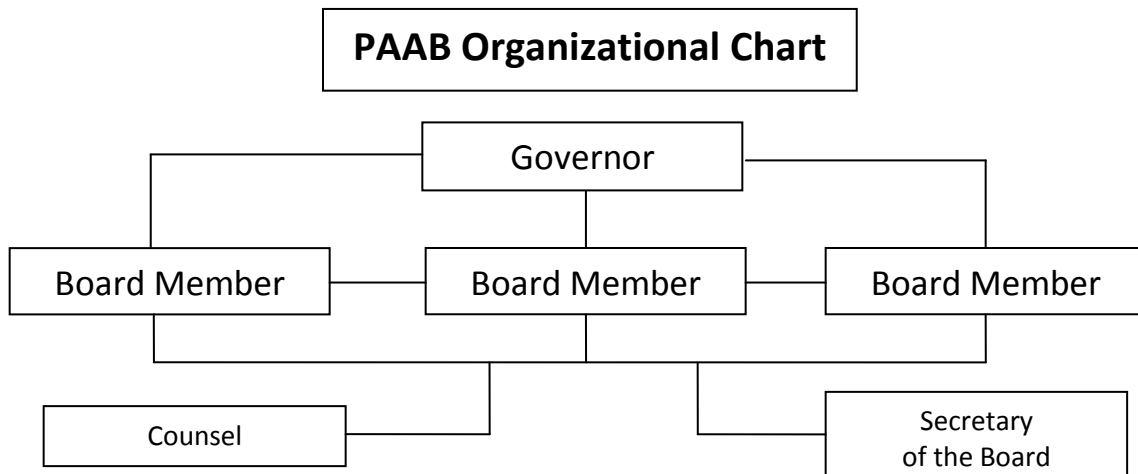 PAAB Organizational Chart
Governor
Board Member
Board Member
Board Member
Counsel
Secretary
of the Board